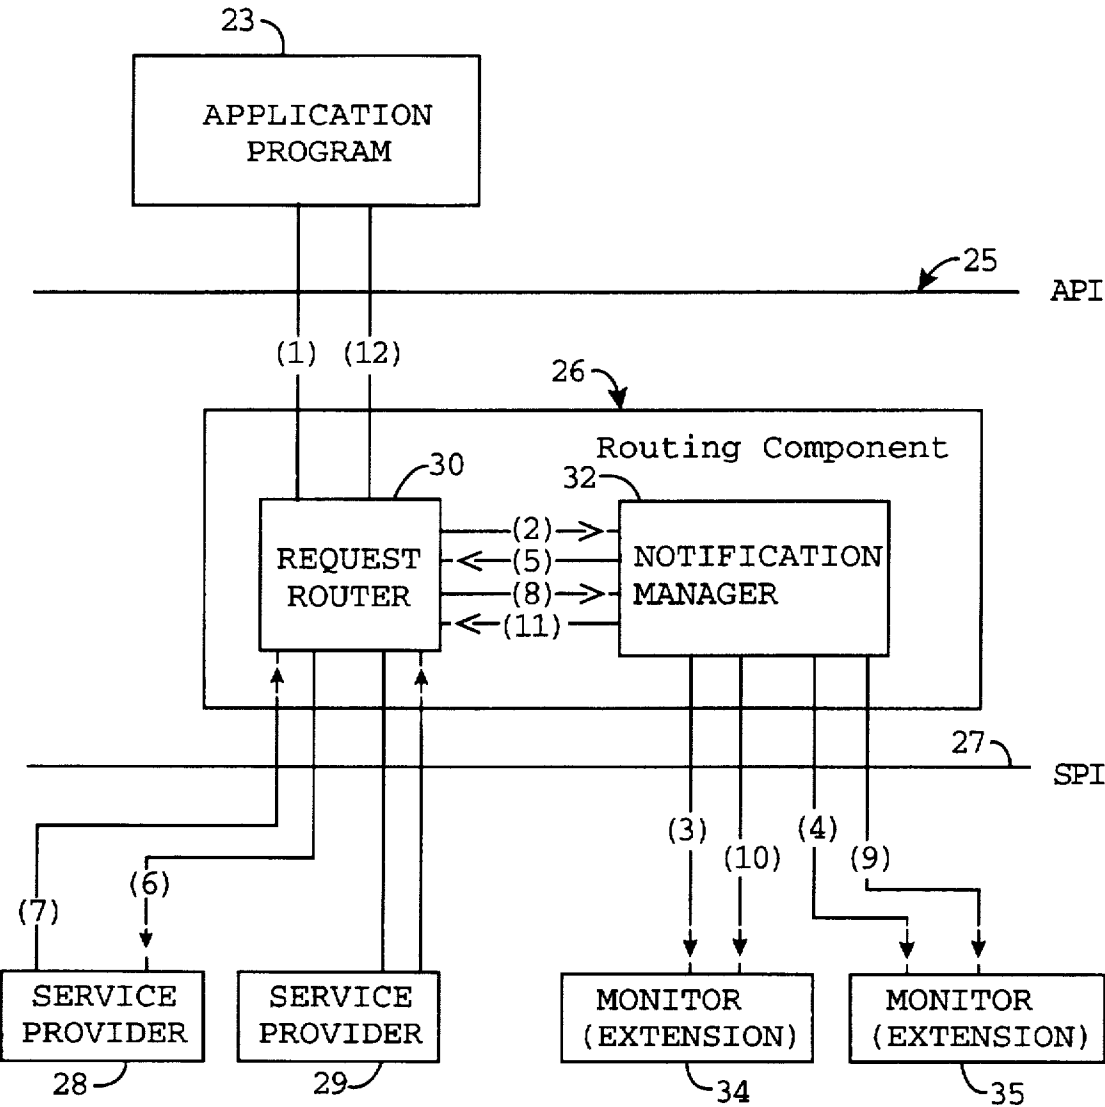 23
APPLICATION
PROGRAM
25
API
(1)
(12)
26
Routing Component
30
32
REQUEST
ROUTER
(2)
(5)
(8)
(11)
NOTIFICATION
MANAGER
27
SPI
(3)
(4)
(10)
(9)
(6)
(7)
SERVICE
PROVIDER
SERVICE
PROVIDER
MONITOR
(EXTENSION)
MONITOR
(EXTENSION)
28
29
34
35